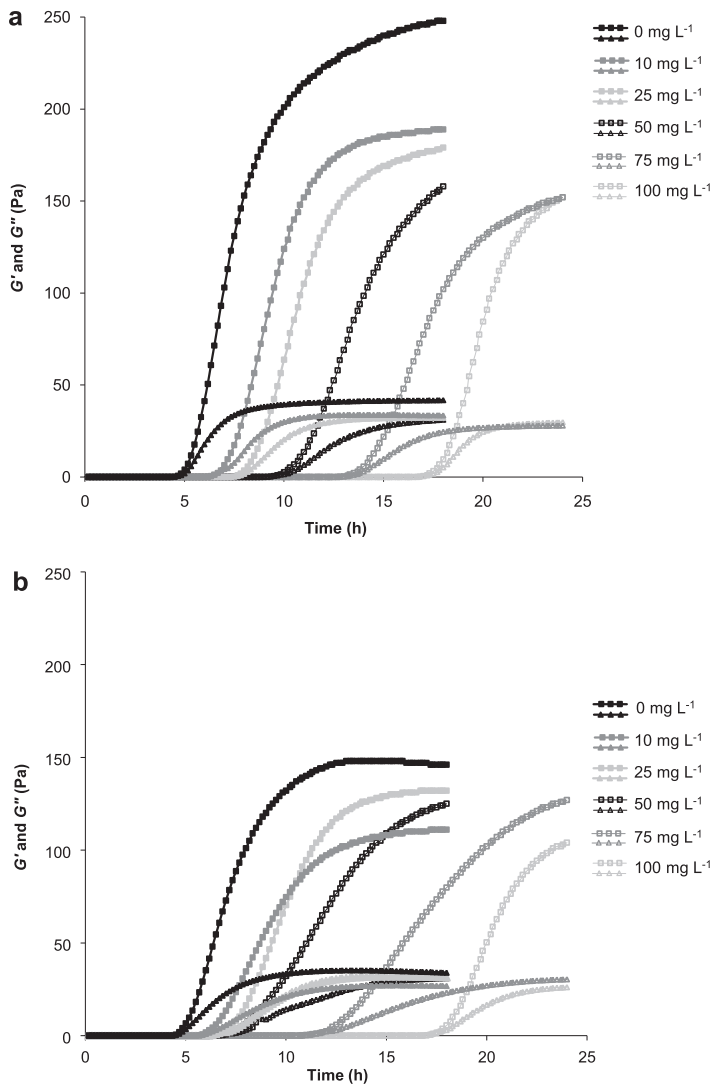 a
250
200
150
100
50
0
0 5 10 15 20 25
G' and G" (Pa)
Time (h)
0 mg L-1
10 mg L-1
25 mg L-1
50 mg L-1
75 mg L-1
100 mg L-1
b
250
200
150
100
50
0
0 5 10 15 20 25
G' and G" (Pa)
Time (h)
0 mg L-1
10 mg L-1
25 mg L-1
50 mg L-1
75 mg L-1
100 mg L-1